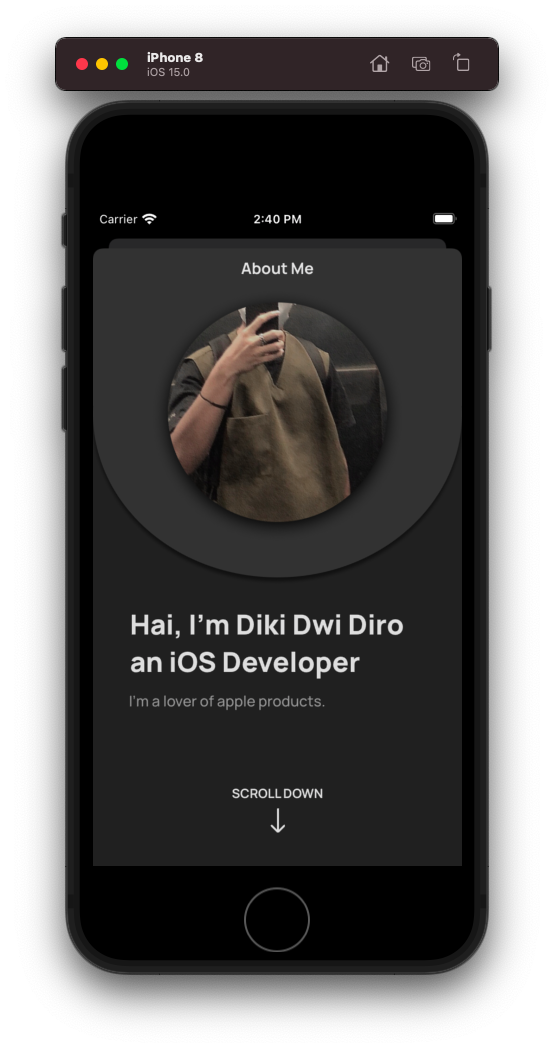 iPhone 8
iOS 15.0
Carrier 2:40 PM
About Me
Hai, I'm Diki Dwi Diro
an iOS Developer
I'm a lover of apple products.
SCROLL DOWN